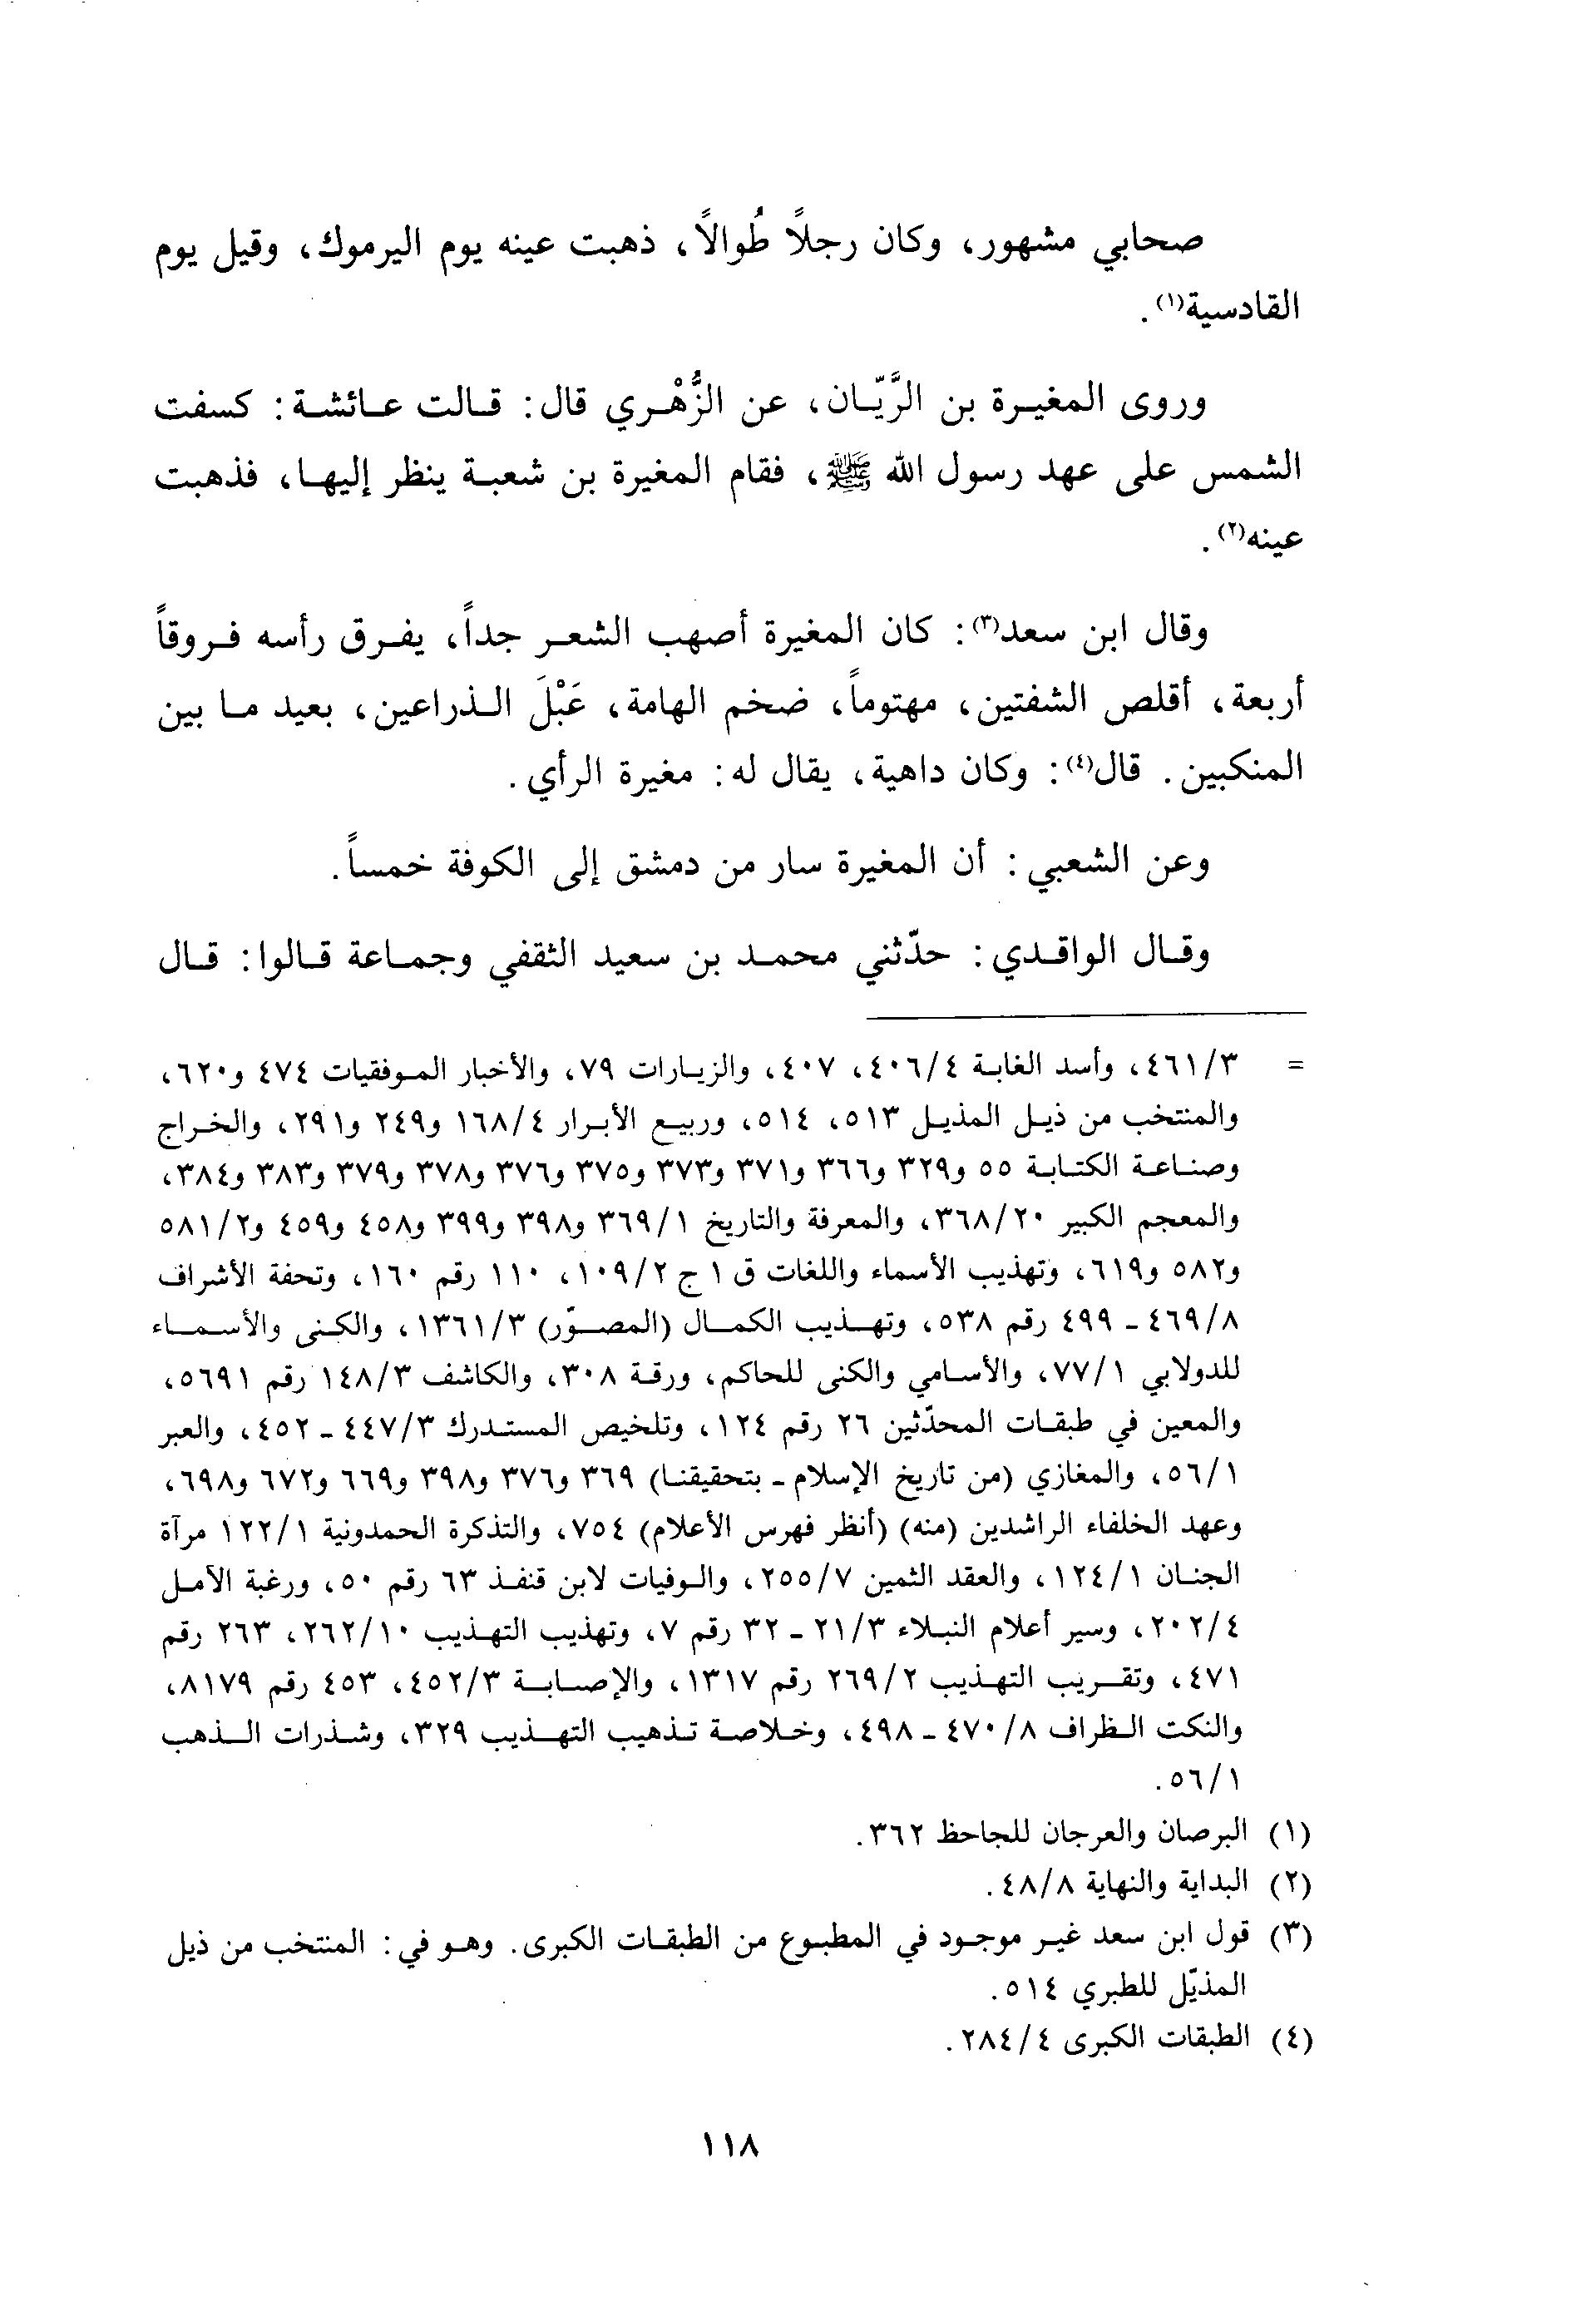 صحابي مشهور، وكان رجلاً طُوالاً، ذهبت عينه يوم اليرموك، وقيل يوم
القادسية(١).
وروى المغيرة بن الرَّيّان، عن الزُّهْري قال: قالت عائشة: كسفت
الشمس على عهد رسول الله ﷺ، فقام المغيرة بن شعبة ينظر إليها، فذهبت
عينه(٢).
وقال ابن سعد(٣): كان المغيرة أصهب الشعر جداً، يفرق رأسه فروقاً
أربعة، أقلص الشفتين، مهتوماً، ضخم الهامة، عَبْلَ الذراعين، بعيد ما بين
المنكبين. قال(٤): وكان داهية، يقال له: مغيرة الرأي.
وعن الشعبي: أن المغيرة سار من دمشق إلى الكوفة خمساً.
وقال الواقدي: حدّثني محمد بن سعيد الثقفي وجماعة قالوا: قال
= ٤٦١/٣، وأسد الغابة ٤٠٦/٤، ٤٠٧، والزيارات ٧٩، والأخبار الموفقيات ٤٧٤ و٦٢٠،
والمنتخب من ذيل المذيل ٥١٣، ٥١٤، وربيع الأبرار ١٦٨/٤ و٢٤٩ و٢٩١، والخراج
وصناعة الكتابة ٥٥ و٣٢٩ و٣٦٦ و٣٧١ و٣٧٣ و٣٧٥ و٣٧٦ و٣٧٨ و٣٧٩ و٣٨٣ و٣٨٤،
والمعجم الكبير ٣٦٨/٢٠، والمعرفة والتاريخ ٣٦٩/١ و٣٩٨ و٣٩٩ و٤٥٨ و٤٥٩ و٥٨١/٢
و٥٨٢ و٦١٩، وتهذيب الأسماء واللغات ق ١ ج ١٠٩/٢، ١١٠ رقم ١٦٠، وتحفة الأشراف
٤٦٩/٨ - ٤٩٩ رقم ٥٣٨، وتهذيب الكمال (المصوّر) ١٣٦١/٣، والكنى والأسماء
للدولابي ٧٧/١، والأسامي والكنى للحاكم، ورقة ٣٠٨، والكاشف ١٤٨/٣ رقم ٥٦٩١،
والمعين في طبقات المحدّثين ٢٦ رقم ١٢٤، وتلخيص المستدرك ٤٤٧/٣ - ٤٥٢، والعبر
٥٦/١، والمغازي (من تاريخ الإسلام - بتحقيقنا) ٣٦٩ و٣٧٦ و٣٩٨ و٦٦٩ و٦٧٢ و٦٩٨،
وعهد الخلفاء الراشدين (منه) (أنظر فهرس الأعلام) ٧٥٤، والتذكرة الحمدونية ١٢٢/١ مرآة
الجنان ١٢٤/١، والعقد الثمين ٢٥٥/٧، والوفيات لابن قنفذ ٦٣ رقم ٥٠، ورغبة الآمل
٢٠٢/٤، وسير أعلام النبلاء ٢١/٣ - ٣٢ رقم ٧، وتهذيب التهذيب ٢٦٢/١٠، ٢٦٣ رقم
٤٧١، وتقريب التهذيب ٢٦٩/٢ رقم ١٣١٧، والإصابة ٤٥٢/٣، ٤٥٣ رقم ٨١٧٩،
والنكت الظراف ٤٧٠/٨ - ٤٩٨، وخلاصة تذهيب التهذيب ٣٢٩، وشذرات الذهب
٥٦/١.
(١) البرصان والعرجان للجاحظ ٣٦٢.
(٢) البداية والنهاية ٤٨/٨.
(٣) قول ابن سعد غير موجود في المطبوع من الطبقات الكبرى. وهو في: المنتخب من ذيل
المذيّل للطبري ٥١٤.
(٤) الطبقات الكبرى ٢٨٤/٤.
١١٨